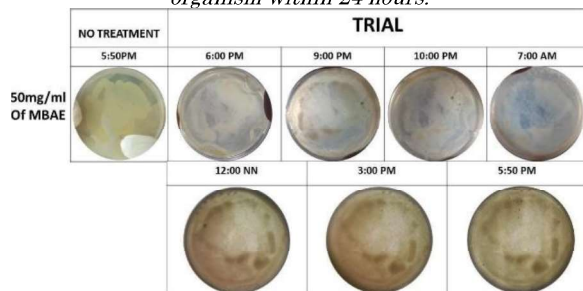 organism within 24 hours.
NO TREATMENT
TRIAL
5:50PM
6:00 PM
9:00 PM
10:00 PM
7:00 AM
50mg/ml
Of MBAE
12:00 NN
3:00 PM
5:50 PM